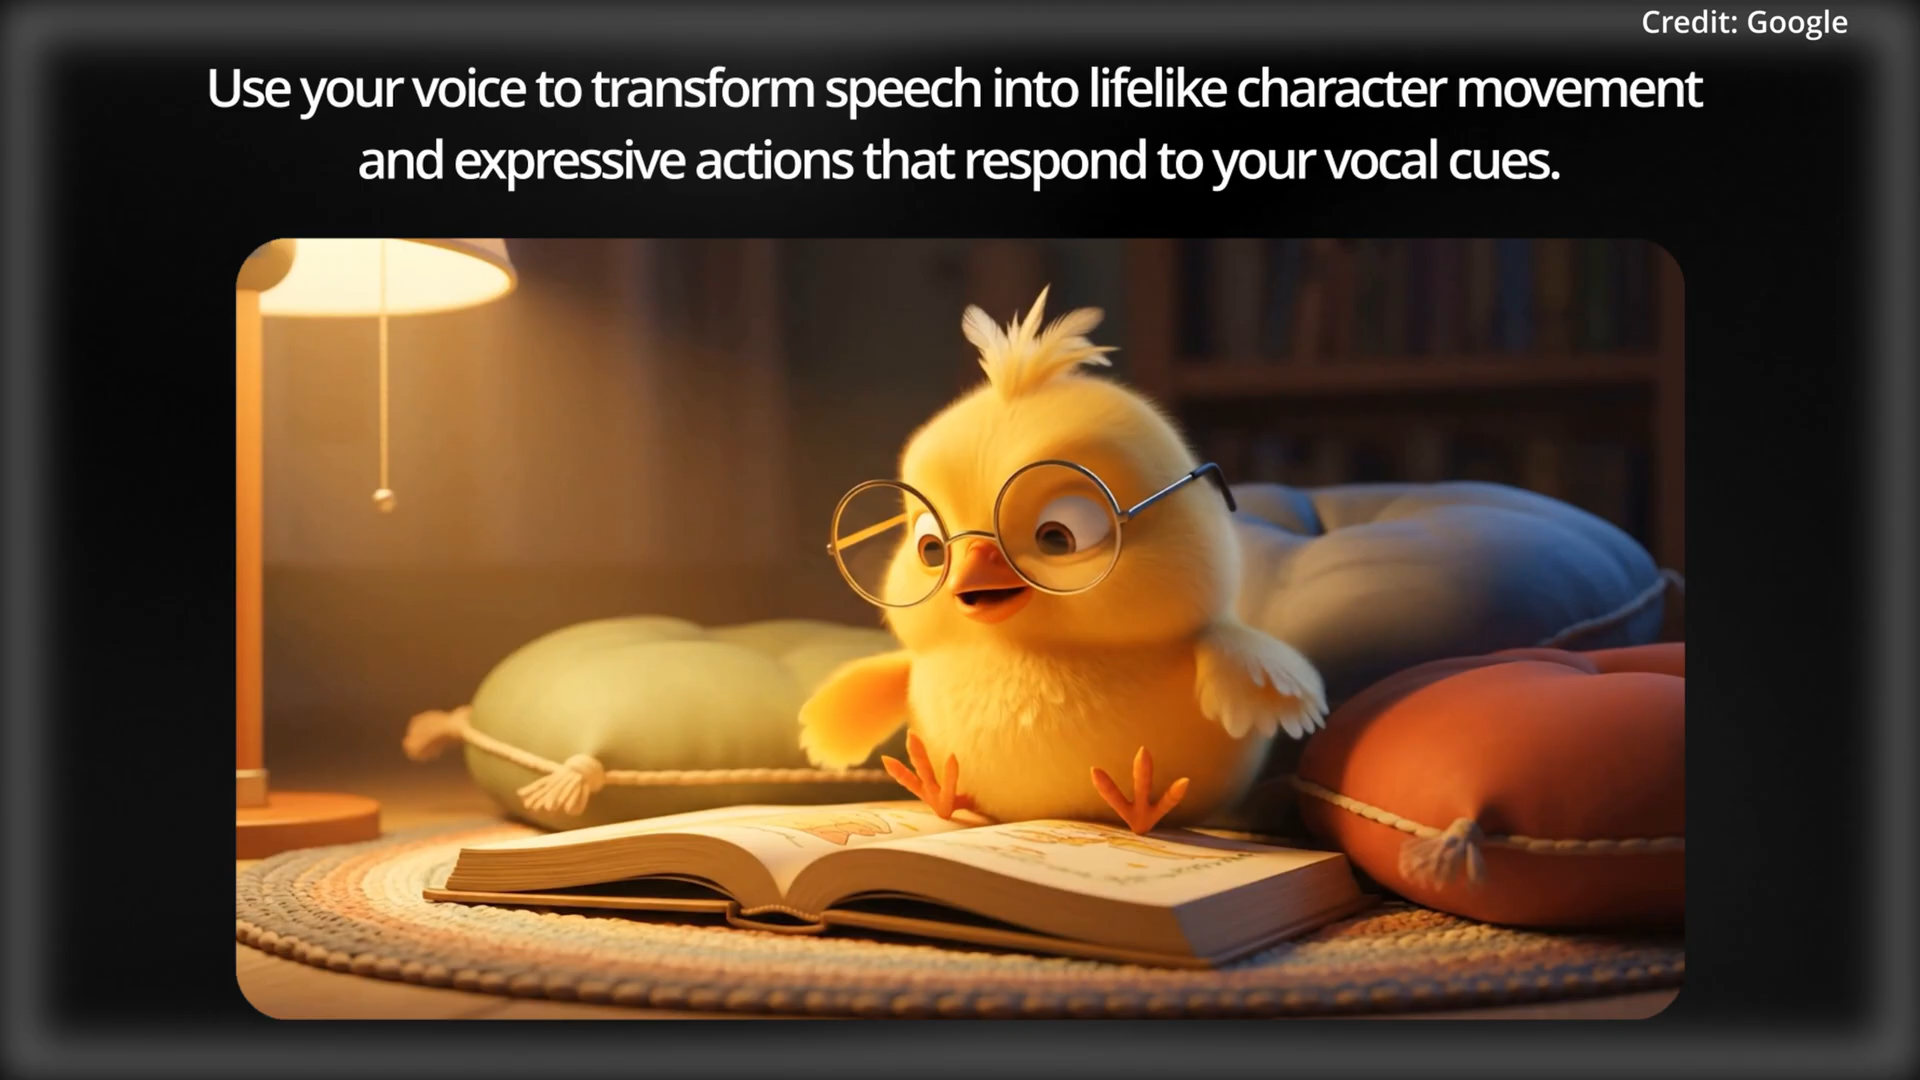 Credit: Google
Use your voice to transform speech into lifelike character movement
and expressive actions that respond to your vocal cues.